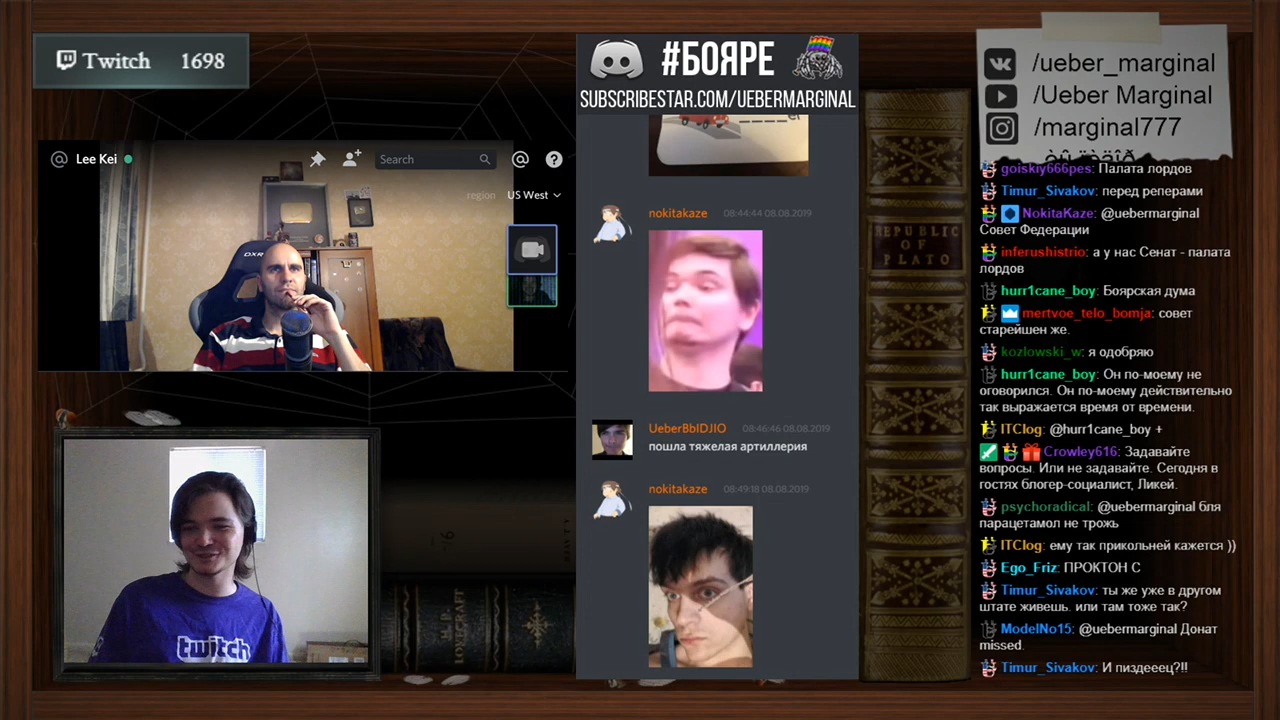 Twitch 1698
Lee Kei
Search
region US West
DXR
twitch
H. P. LOVECRAFT
#БОЯРЕ
SUBSCRIBESTAR.COM/UEBERMARGINAL
nokitakaze 08:44:44 08.08.2019
UeberBbIDJIO 08:46:46 08.08.2019
пошла тяжелая артиллерия
nokitakaze 08:49:18 08.08.2019
REPUBLIC
OF
PLATO
/ueber_marginal
/Ueber Marginal
/marginal777
goiskiy666pes: Палата лордов
Timur_Sivakov: перед реперами
NokitaKaze: @uebermarginal
Совет Федерации
inferushistrio: а у нас Сенат - палата
лордов
hurr1cane_boy: Боярская дума
mertvoe_telo_bomja: совет
старейшен же.
kozlowski_w: я одобряю
hurr1cane_boy: Он по-моему не
оговорился. Он по-моему действительно
так выражается время от времени.
ITClog: @hurr1cane_boy +
Crowley616: Задавайте
вопросы. Или не задавайте. Сегодня в
гостях блогер-социалист, Ликей.
psychoradical: @uebermarginal бля
парацетамол не трожь
ITClog: ему так прикольней кажется ))
Ego_Friz: ПРОКТОН С
Timur_Sivakov: ты же уже в другом
штате живешь. или там тоже так?
ModelNo15: @uebermarginal Донат
missed.
Timur_Sivakov: И пиздееец?!!